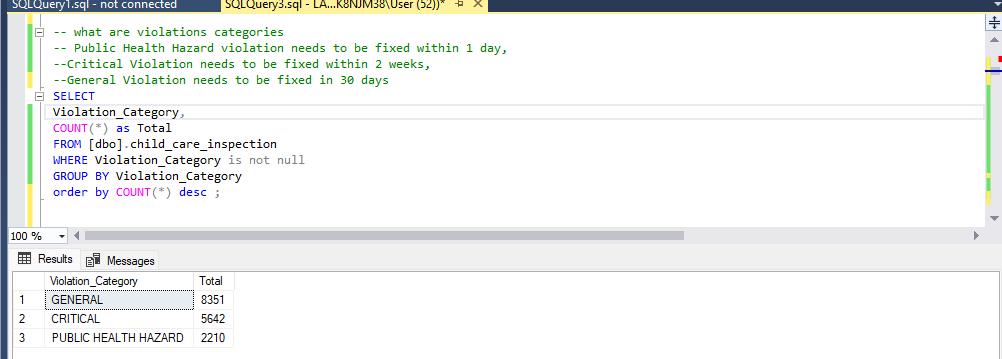 SQLQuery1.sql - not connected
SQLQuery3.sql - LA...K8NJM38\User (52))*
-- what are violations categories
-- Public Health Hazard violation needs to be fixed within 1 day,
--Critical Violation needs to be fixed within 2 weeks,
--General Violation needs to be fixed in 30 days
SELECT
Violation_Category,
COUNT(*) as Total
FROM [dbo].child_care_inspection
WHERE Violation_Category is not null
GROUP BY Violation_Category
order by COUNT(*) desc ;
100 %
Results Messages
Violation_Category Total
1 GENERAL 8351
2 CRITICAL 5642
3 PUBLIC HEALTH HAZARD 2210